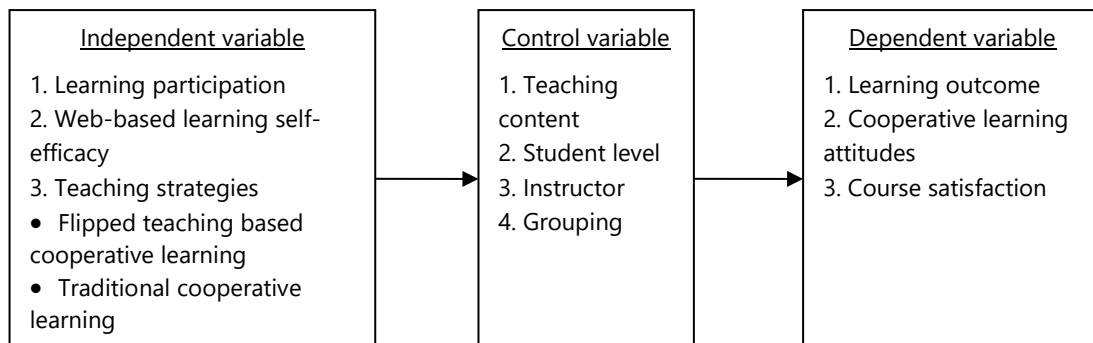 Independent variable
1. Learning participation
2. Web-based learning self-
efficacy
3. Teaching strategies
• Flipped teaching based
cooperative learning
• Traditional cooperative
learning
Control variable
1. Teaching
content
2. Student level
3. Instructor
4. Grouping
Dependent variable
1. Learning outcome
2. Cooperative learning
attitudes
3. Course satisfaction